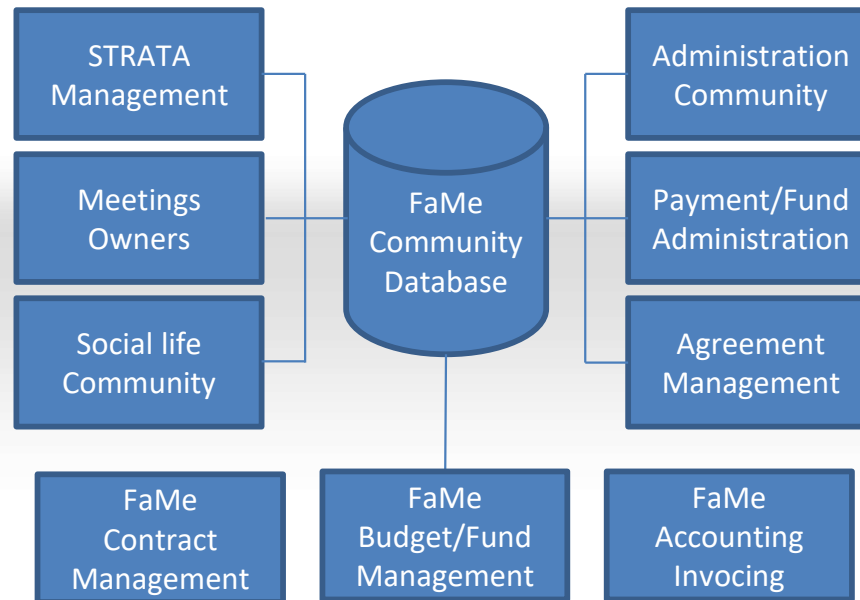 STRATA
Management
Meetings
Owners
Social life
Community
FaMe
Community
Database
Administration
Community
Payment/Fund
Administration
Agreement
Management
FaMe
Contract
Management
FaMe
Budget/Fund
Management
FaMe
Accounting
Invocing